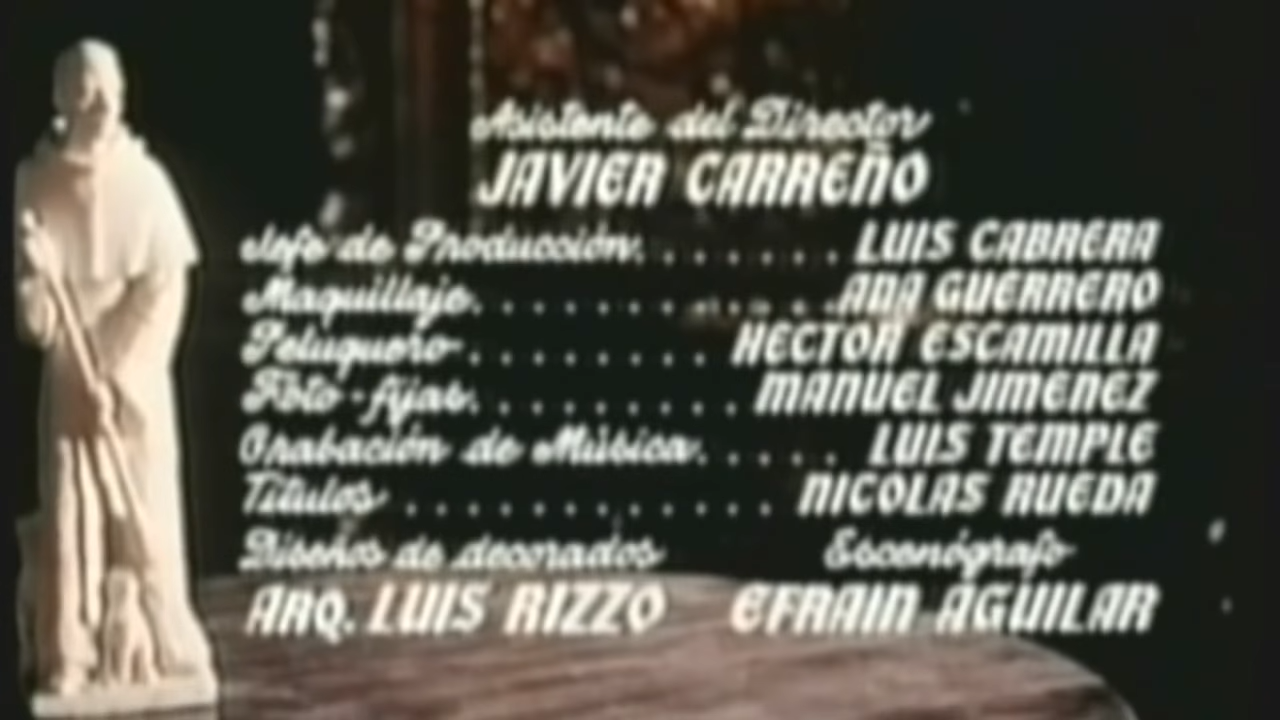 Asistente del Director
JAVIER CARREÑO
Jefe de Producción. . . . . . . LUIS CABRERA
Maquillaje. . . . . . . . . . . . ANA GUERRERO
Peluquero . . . . . . . . . HECTOR ESCAMILLA
Foto-fijas. . . . . . . . . . MANUEL JIMENEZ
Grabación de Música. . . . . . LUIS TEMPLE
Títulos . . . . . . . . . . . . . NICOLAS RUEDA
Diseños de decorados Escenógrafo
ARQ. LUIS RIZZO EFRAIN AGUILAR